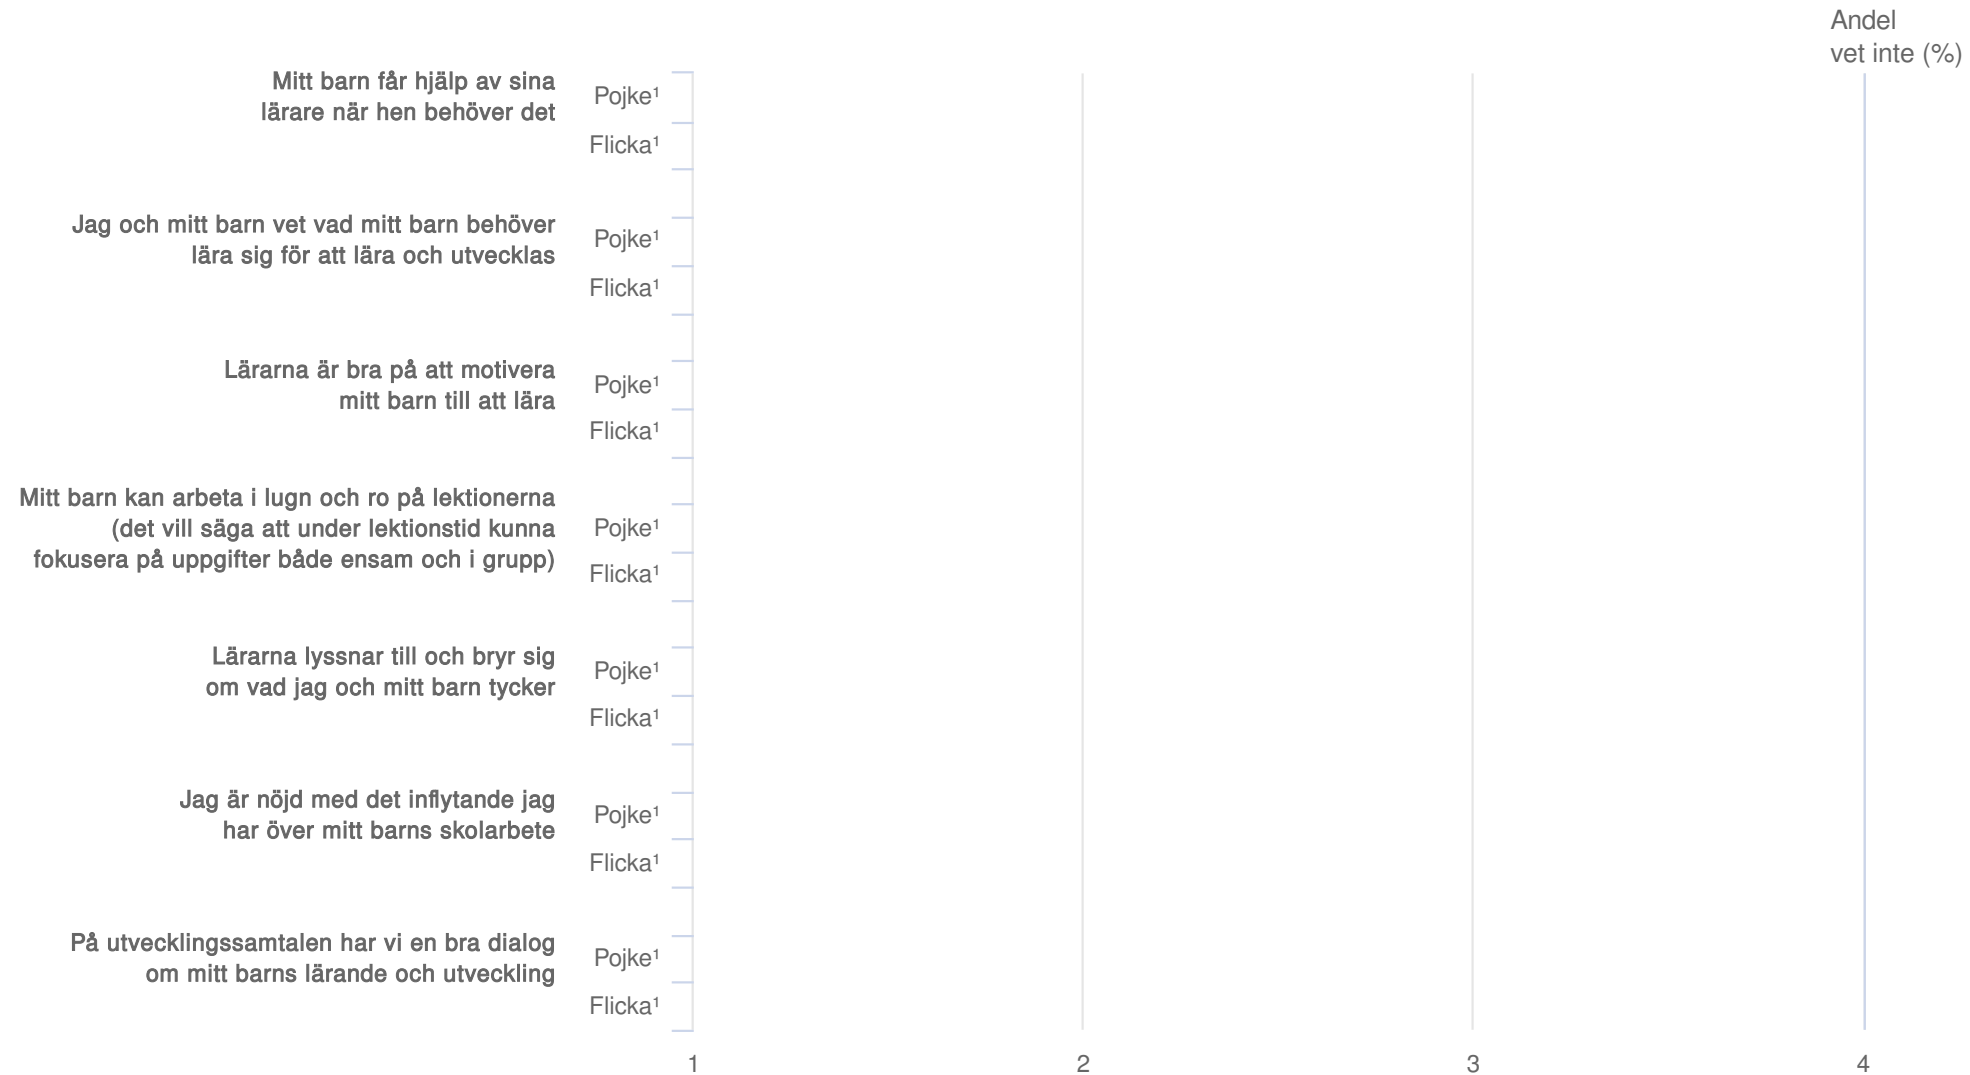 Andel
vet inte (%)
Mitt barn får hjälp av sina
lärare när hen behöver det
Pojke¹
Flicka¹
Jag och mitt barn vet vad mitt barn behöver
lära sig för att lära och utvecklas
Pojke¹
Flicka¹
Lärarna är bra på att motivera
mitt barn till att lära
Pojke¹
Flicka¹
Mitt barn kan arbeta i lugn och ro på lektionerna
(det vill säga att under lektionstid kunna
fokusera på uppgifter både ensam och i grupp)
Pojke¹
Flicka¹
Lärarna lyssnar till och bryr sig
om vad jag och mitt barn tycker
Pojke¹
Flicka¹
Jag är nöjd med det inflytande jag
har över mitt barns skolarbete
Pojke¹
Flicka¹
På utvecklingssamtalen har vi en bra dialog
om mitt barns lärande och utveckling
Pojke¹
Flicka¹
1 2 3 4